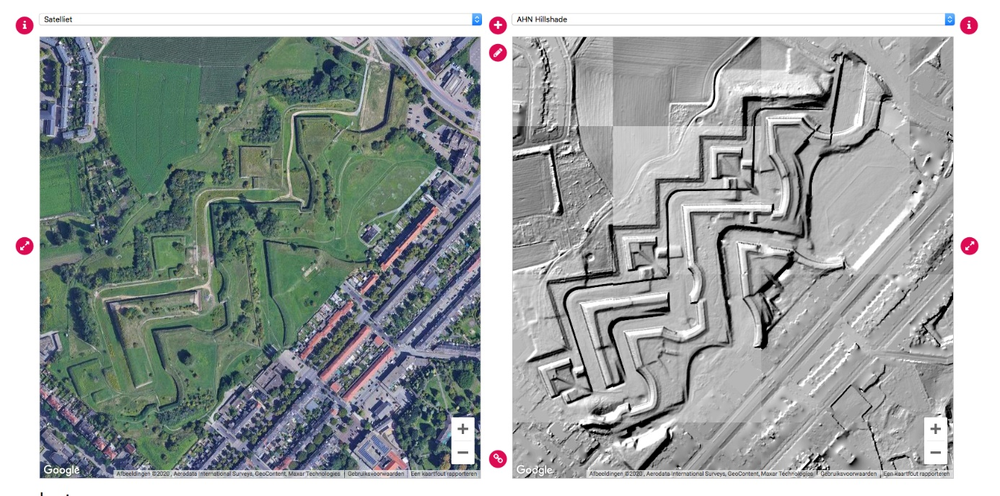 Satelliet
AHN Hillshade
Google
Afbeeldingen ©2020 , Aerodata International Surveys, GeoContent, Maxar Technologies
Gebruiksvoorwaarden
Een kaartfout rapporteren
Google
Afbeeldingen ©2020 , Aerodata International Surveys, GeoContent, Maxar Technologies
Gebruiksvoorwaarden
Een kaartfout rapporteren